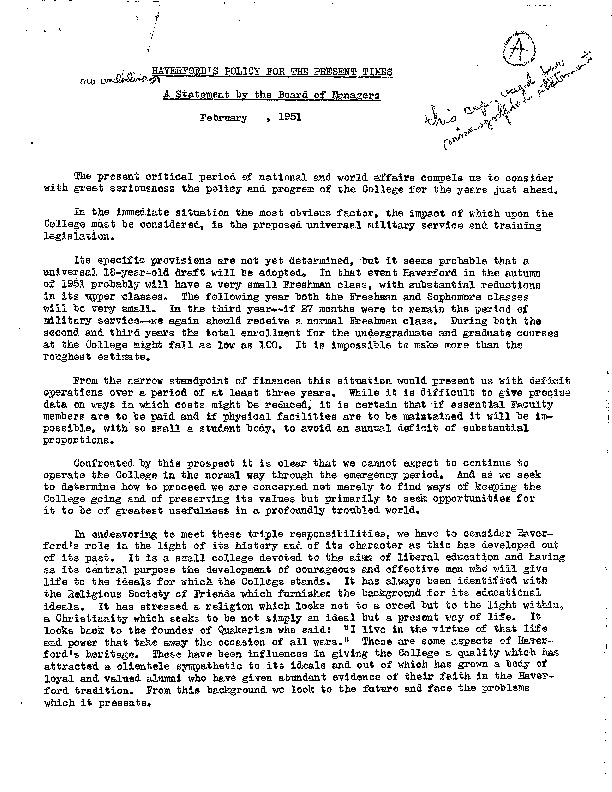 A
HAVERFORD'S POLICY FOR THE PRESENT TIMES
A Statement by the Board of Managers
February , 1951
this may need
The present critical period of national and world affairs compels us to consider
with great seriousness the policy and program of the College for the years just ahead.
In the immediate situation the most obvious factor, the impact of which upon the
College must be considered, is the proposed universal military service and training
legislation.
Its specific provisions are not yet determined, but it seems probable that a
universal 18-year-old draft will be adopted. In that event Haverford in the autumn
of 1951 probably will have a very small Freshman class, with substantial reductions
in its upper classes. The following year both the Freshman and Sophomore classes
will be very small. In the third year--if 27 months were to remain the period of
military service--we again should receive a normal Freshman class. During both the
second and third years the total enrollment for the undergraduate and graduate courses
at the College might fall as low as 100. It is impossible to make more than the
roughest estimate.
From the narrow standpoint of finances this situation would present us with deficit
operations over a period of at least three years. While it is difficult to give precise
data on ways in which costs might be reduced, it is certain that if essential Faculty
members are to be paid and if physical facilities are to be maintained it will be im-
possible, with so small a student body, to avoid an annual deficit of substantial
proportions.
Confronted by this prospect it is clear that we cannot expect to continue to
operate the College in the normal way through the emergency period. And as we seek
to determine how to proceed we are concerned not merely to find ways of keeping the
College going and of preserving its values but primarily to seek opportunities for
it to be of greatest usefulness in a profoundly troubled world.
In endeavoring to meet these triple responsibilities, we have to consider Haver-
ford's role in the light of its history and of its character as this has developed out
of its past. It is a small college devoted to the aims of liberal education and having
as its central purpose the development of courageous and effective men who will give
life to the ideals for which the College stands. It has always been identified with
the Religious Society of Friends which furnishes the background for its educational
ideals. It has stressed a religion which looks not to a creed but to the light within,
a Christianity which seeks to be not simply an ideal but a present way of life. It
looks back to the founder of Quakerism who said: "I live in the virtue of that life
and power that take away the occasion of all wars." These are some aspects of Haver-
ford's heritage. These have been influences in giving the College a quality which has
attracted a clientele sympathetic to its ideals and out of which has grown a body of
loyal and valued alumni who have given abundant evidence of their faith in the Haver-
ford tradition. From this background we look to the future and face the problems
which it presents.